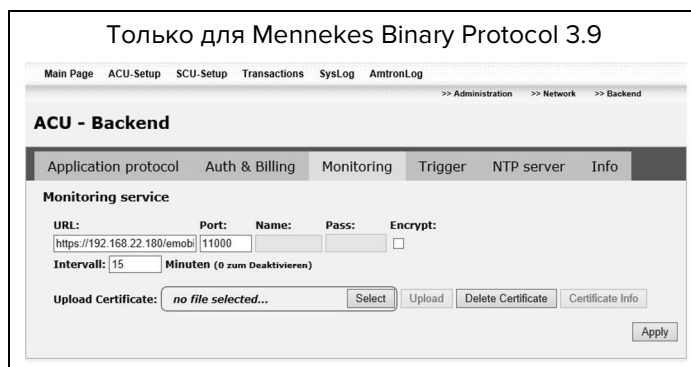 Только для Mennekes Binary Protocol 3.9
Main Page ACU-Setup SCU-Setup Transactions SysLog AmtronLog
>> Administration >> Network >> Backend
ACU - Backend
Application protocol Auth & Billing Monitoring Trigger NTP server Info
Monitoring service
URL: Port: Name: Pass: Encrypt:
https://192.168.22.180/emobi 11000
Intervall: 15 Minuten (0 zum Deaktivieren)
Upload Certificate: no file selected... Select Upload Delete Certificate Certificate Info
Apply